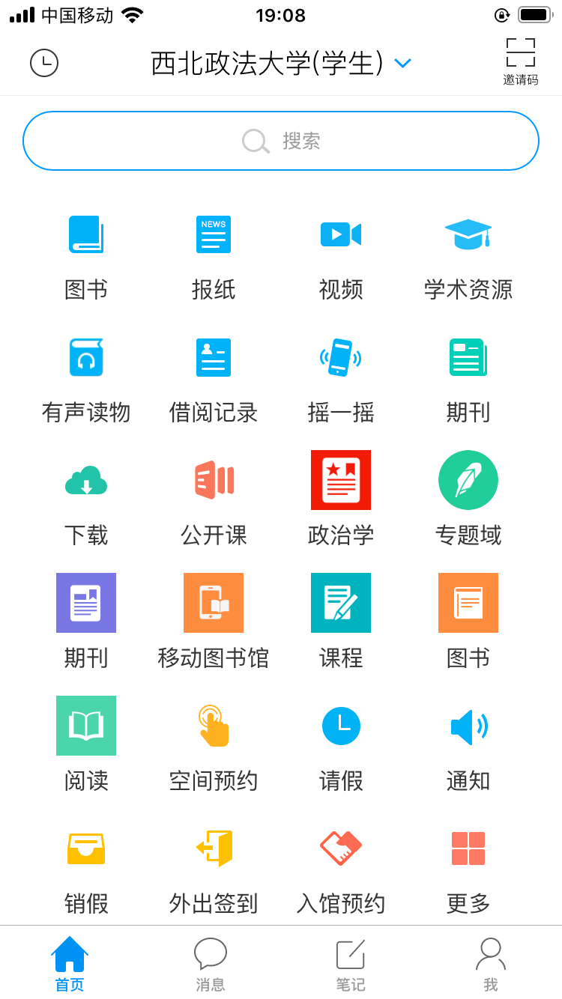 中国移动 19:08
西北政法大学(学生)
邀请码
搜索
NEWS
图书 报纸 视频 学术资源
有声读物 借阅记录 摇一摇 期刊
下载 公开课 政治学 专题域
期刊 移动图书馆 课程 图书
阅读 空间预约 请假 通知
销假 外出签到 入馆预约 更多
首页 消息 笔记 我